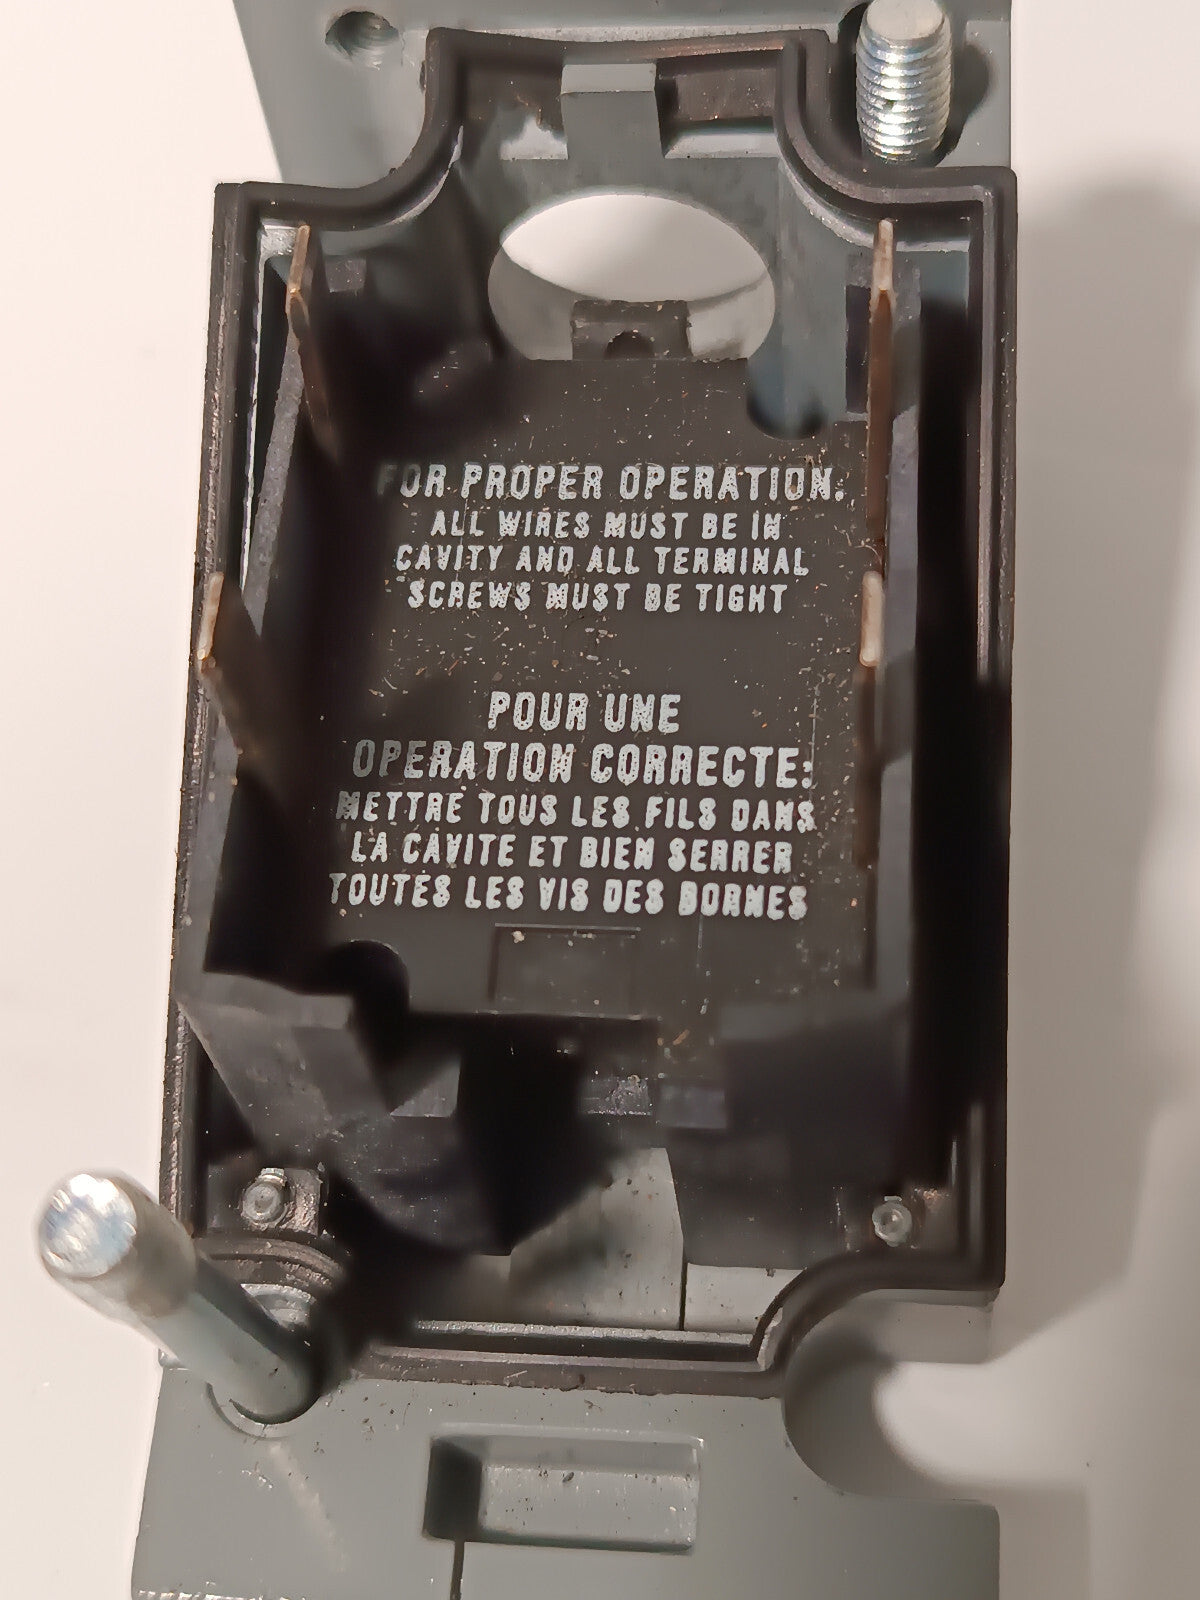 FOR PROPER OPERATION.
ALL WIRES MUST BE IN
CAVITY AND ALL TERMINAL
SCREWS MUST BE TIGHT
POUR UNE
OPERATION CORRECTE:
METTRE TOUS LES FILS DANS
LA CAVITE ET BIEN SERRER
TOUTES LES VIS DES BORNES